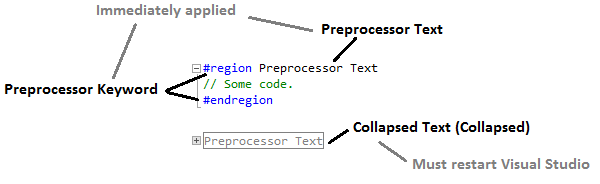 Immediately applied
Preprocessor Text
#region Preprocessor Text
Preprocessor Keyword
// Some code.
#endregion
Collapsed Text (Collapsed)
Preprocessor Text
Must restart Visual Studio